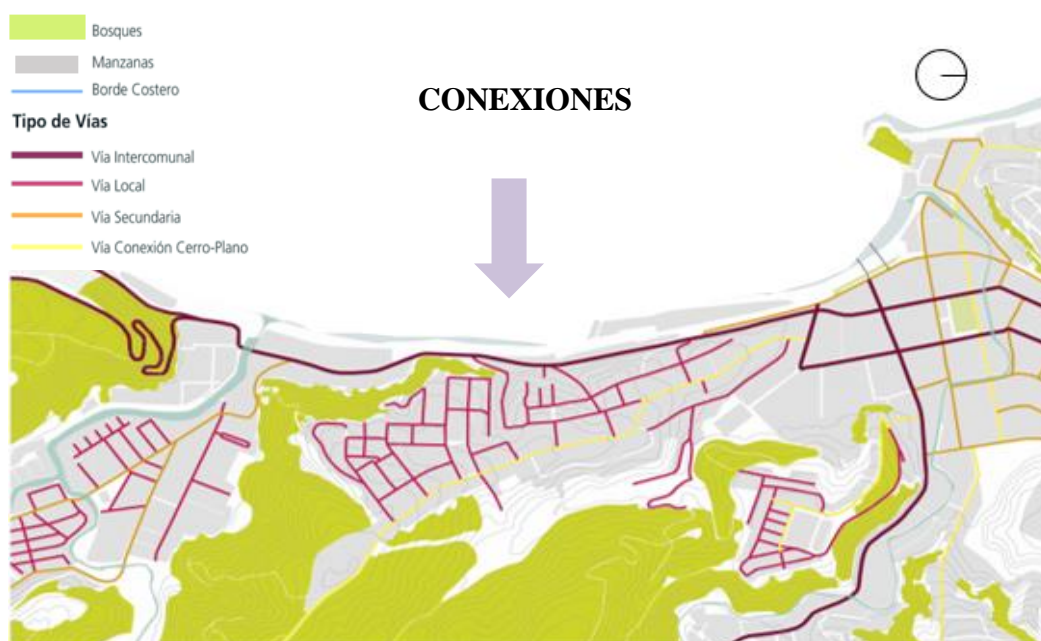 Bosques
Manzanas
Borde Costero
Tipo de Vías
Vía Intercomunal
Vía Local
Vía Secundaria
Vía Conexión Cerro-Plano
CONEXIONES